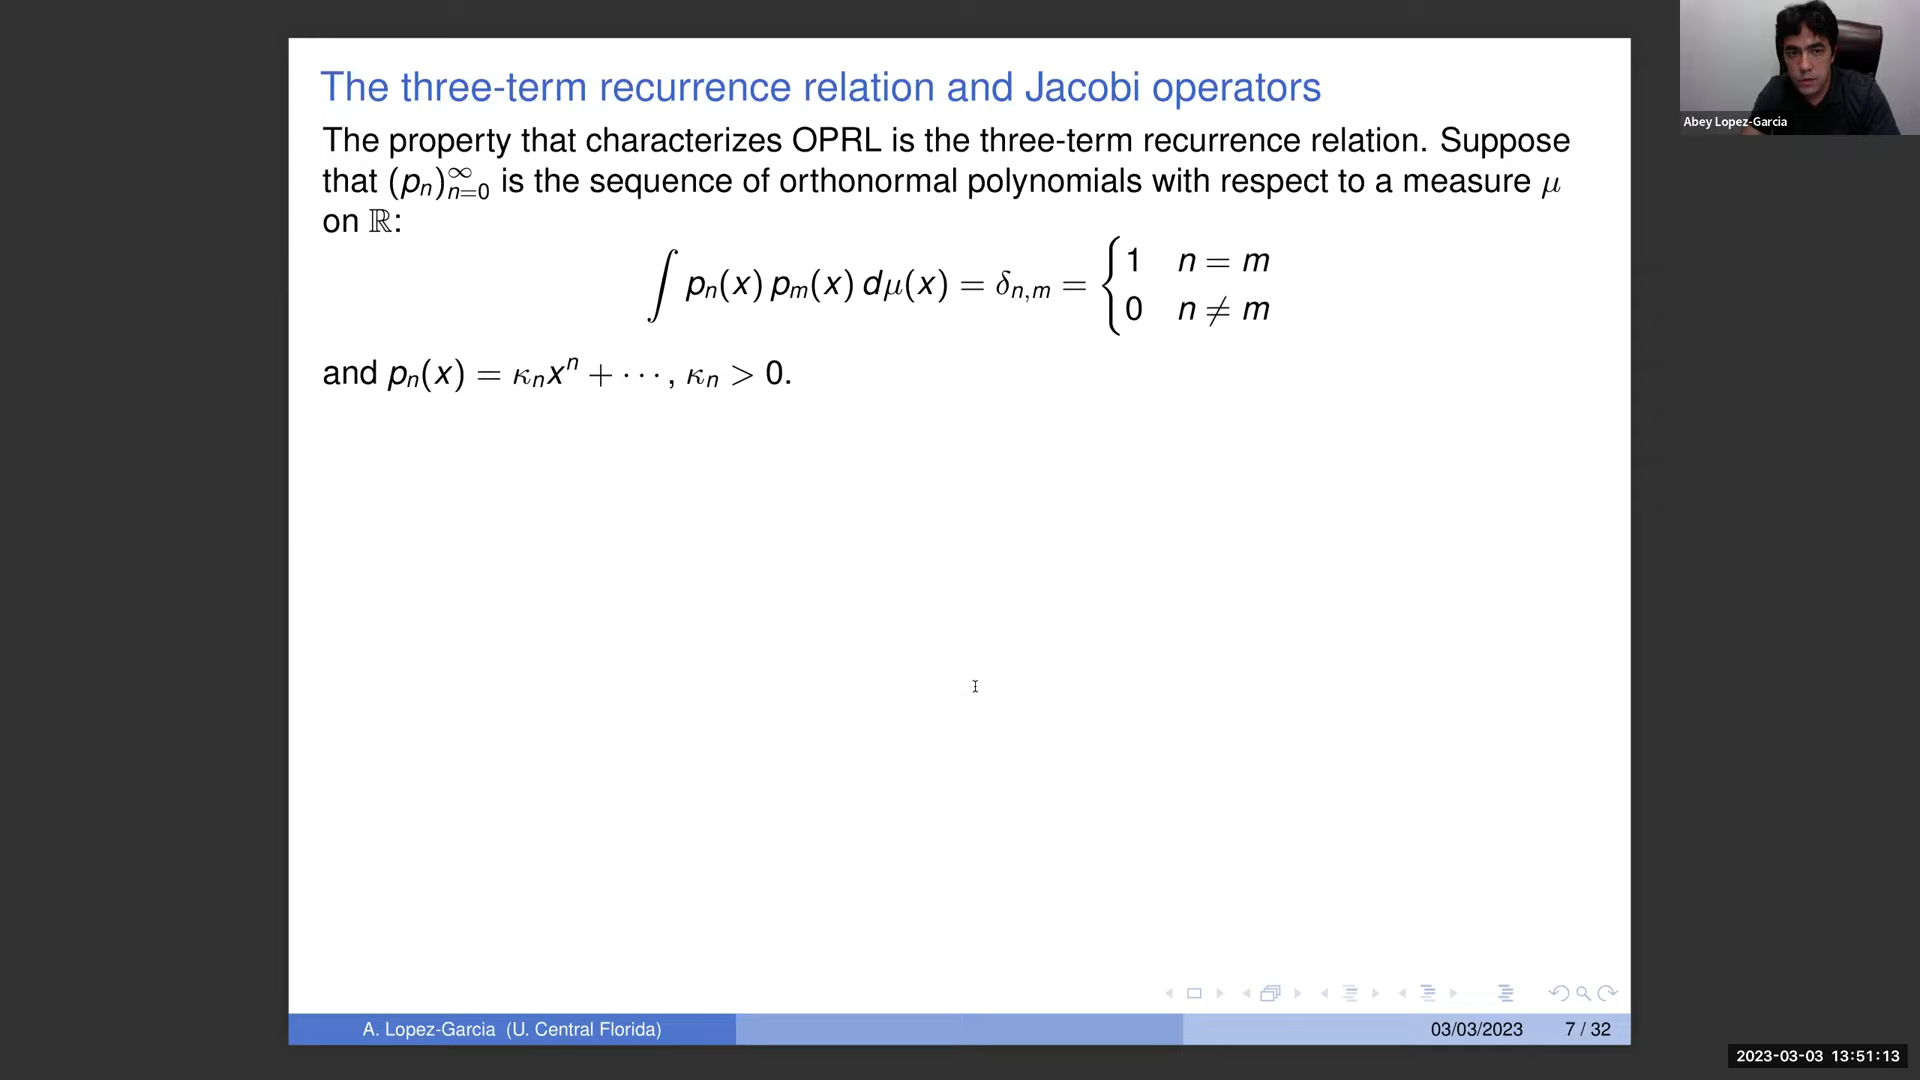 The three-term recurrence relation and Jacobi operators
The property that characterizes OPRL is the three-term recurrence relation. Suppose
that (pₙ)ₙ₌₀^∞ is the sequence of orthonormal polynomials with respect to a measure μ
on ℝ:
∫ pₙ(x) pₘ(x) dμ(x) = δₙ,ₘ = { 1 n = m
0 n ≠ m
and pₙ(x) = κₙxⁿ + ⋯, κₙ > 0.
A. Lopez-Garcia (U. Central Florida) 03/03/2023 7 / 32
Abey Lopez-Garcia
2023-03-03 13:51:13